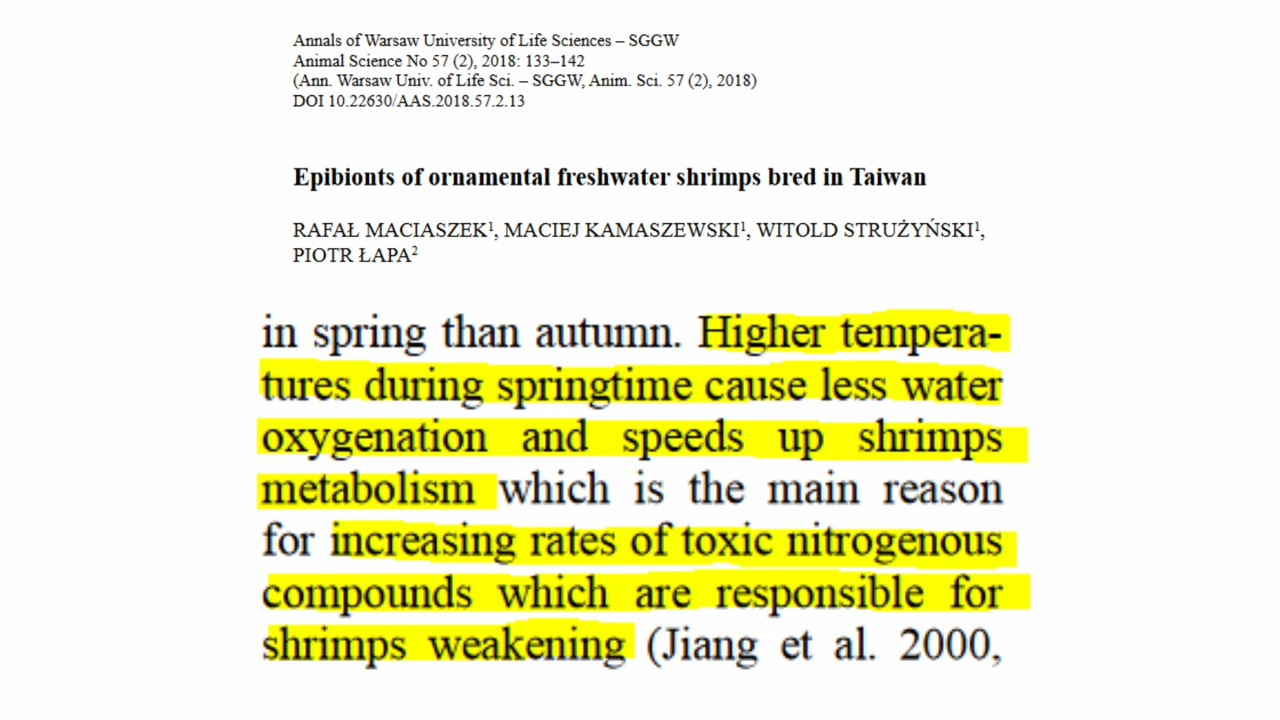 Annals of Warsaw University of Life Sciences – SGGW
Animal Science No 57 (2), 2018: 133–142
(Ann. Warsaw Univ. of Life Sci. – SGGW, Anim. Sci. 57 (2), 2018)
DOI 10.22630/AAS.2018.57.2.13
Epibionts of ornamental freshwater shrimps bred in Taiwan
RAFAŁ MACIASZEK¹, MACIEJ KAMASZEWSKI¹, WITOLD STRUŻYŃSKI¹,
PIOTR ŁAPA²
in spring than autumn. Higher tempera-
tures during springtime cause less water
oxygenation and speeds up shrimps
metabolism which is the main reason
for increasing rates of toxic nitrogenous
compounds which are responsible for
shrimps weakening (Jiang et al. 2000,